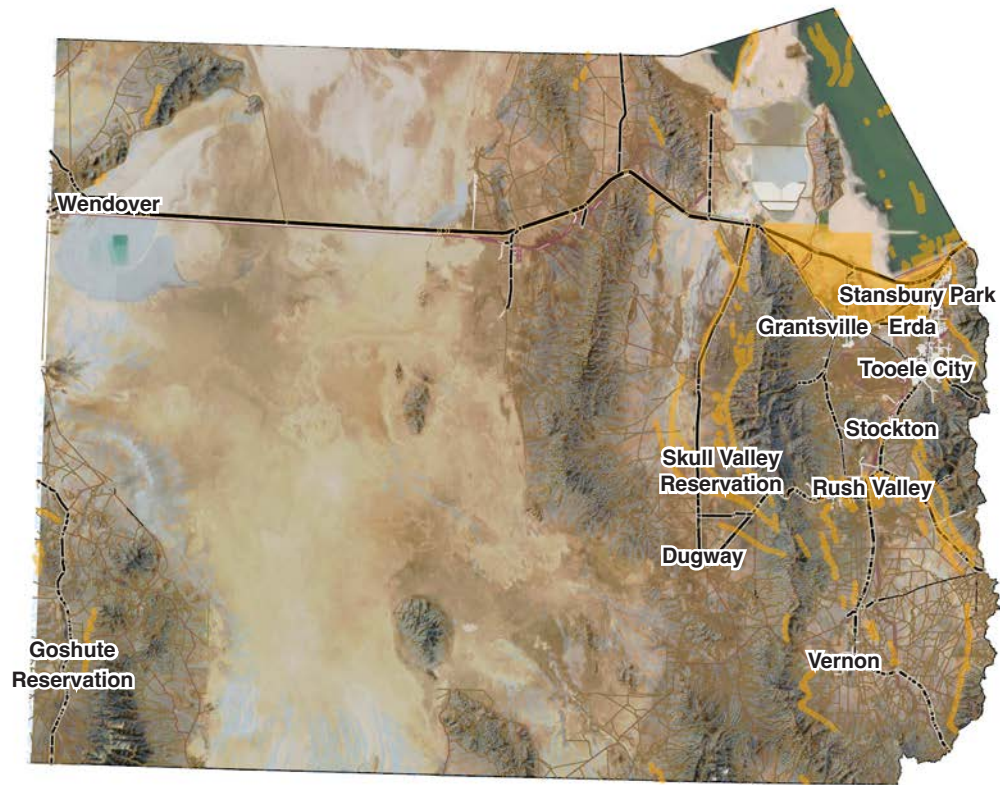 Wendover
Stansbury Park
Grantsville
Erda
Tooele City
Stockton
Skull Valley
Reservation
Rush Valley
Dugway
Goshute
Reservation
Vernon